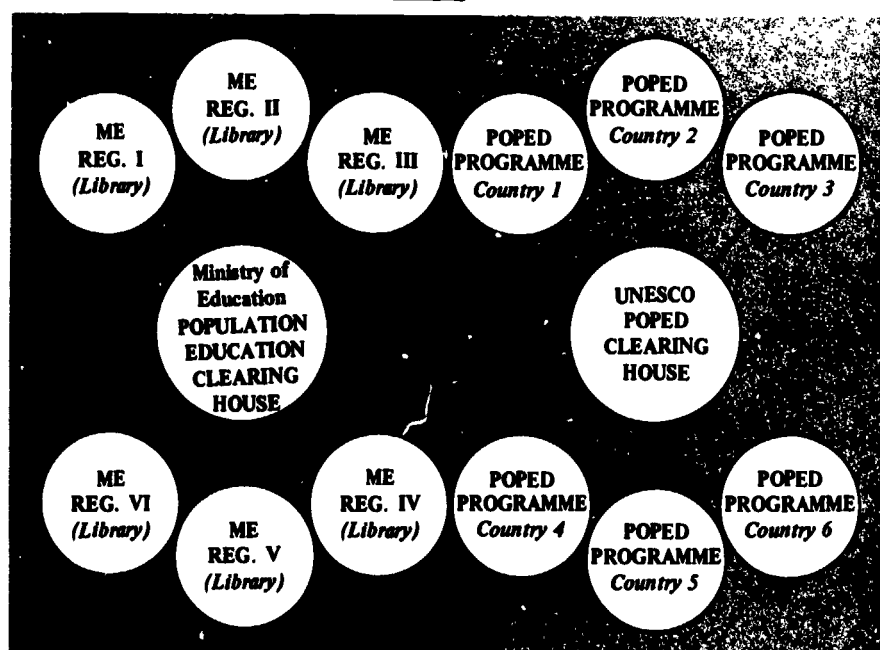 ME
REG. I
(Library)
ME
REG. II
(Library)
ME
REG. III
(Library)
POPED
PROGRAMME
Country 1
POPED
PROGRAMME
Country 2
POPED
PROGRAMME
Country 3
Ministry of
Education
POPULATION
EDUCATION
CLEARING
HOUSE
UNESCO
POPED
CLEARING
HOUSE
ME
REG. VI
(Library)
ME
REG. V
(Library)
ME
REG. IV
(Library)
POPED
PROGRAMME
Country 4
POPED
PROGRAMME
Country 5
POPED
PROGRAMME
Country 6